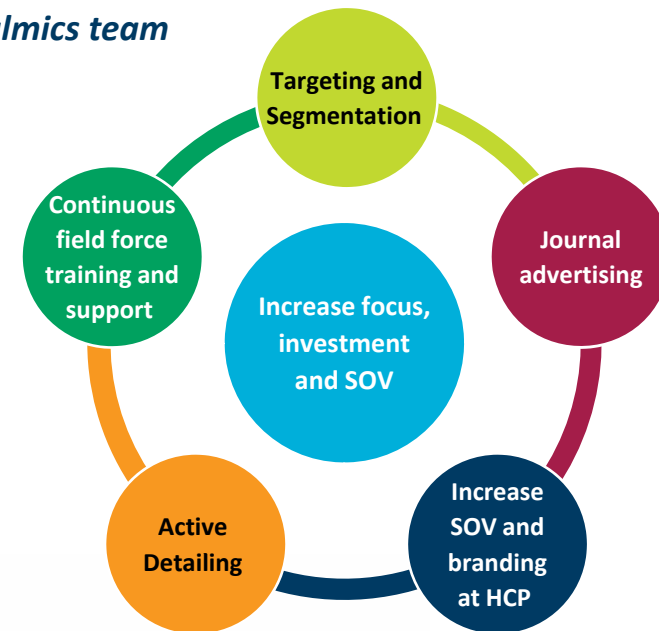 lmics team
Targeting and
Segmentation
Continuous
field force
training and
support
Journal
advertising
Increase focus,
investment
and SOV
Active
Detailing
Increase
SOV and
branding
at HCP